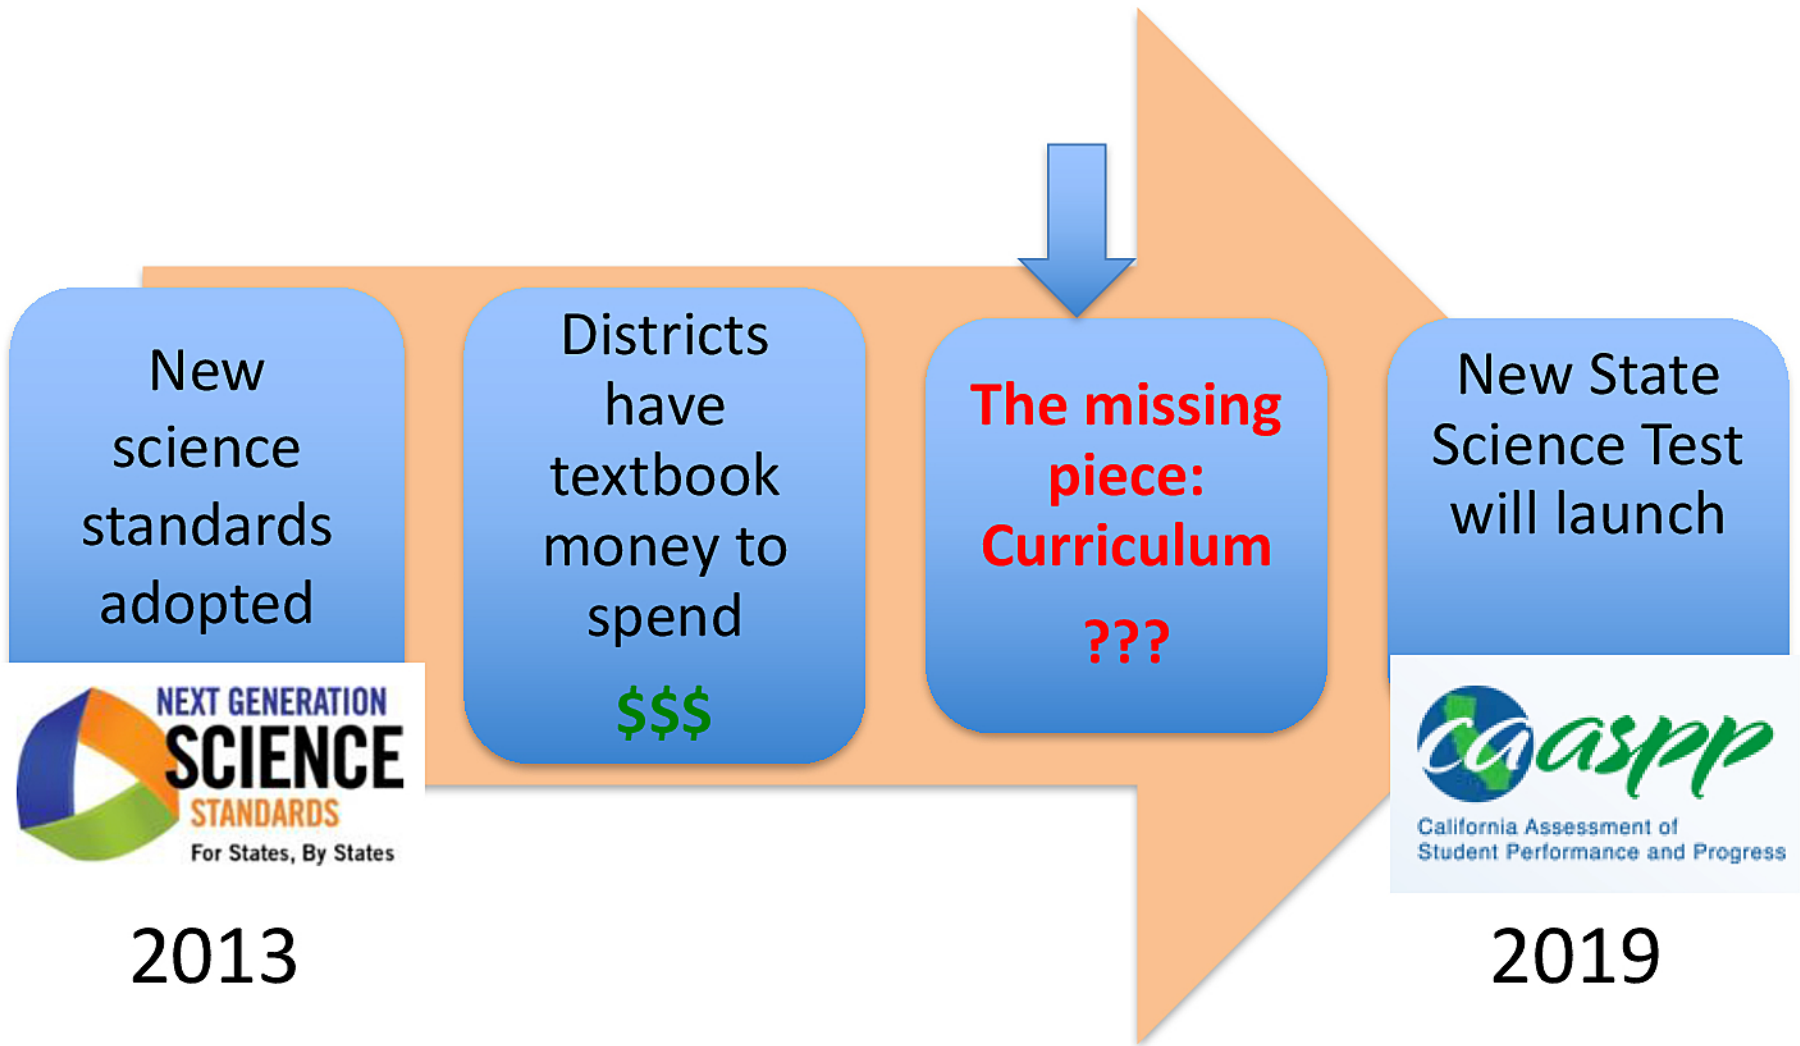 New
science
standards
adopted
NEXT GENERATION
SCIENCE
STANDARDS
For States, By States
2013
Districts
have
textbook
money to
spend
$$$
The missing
piece:
Curriculum
???
New State
Science Test
will launch
caaspp
California Assessment of
Student Performance and Progress
2019